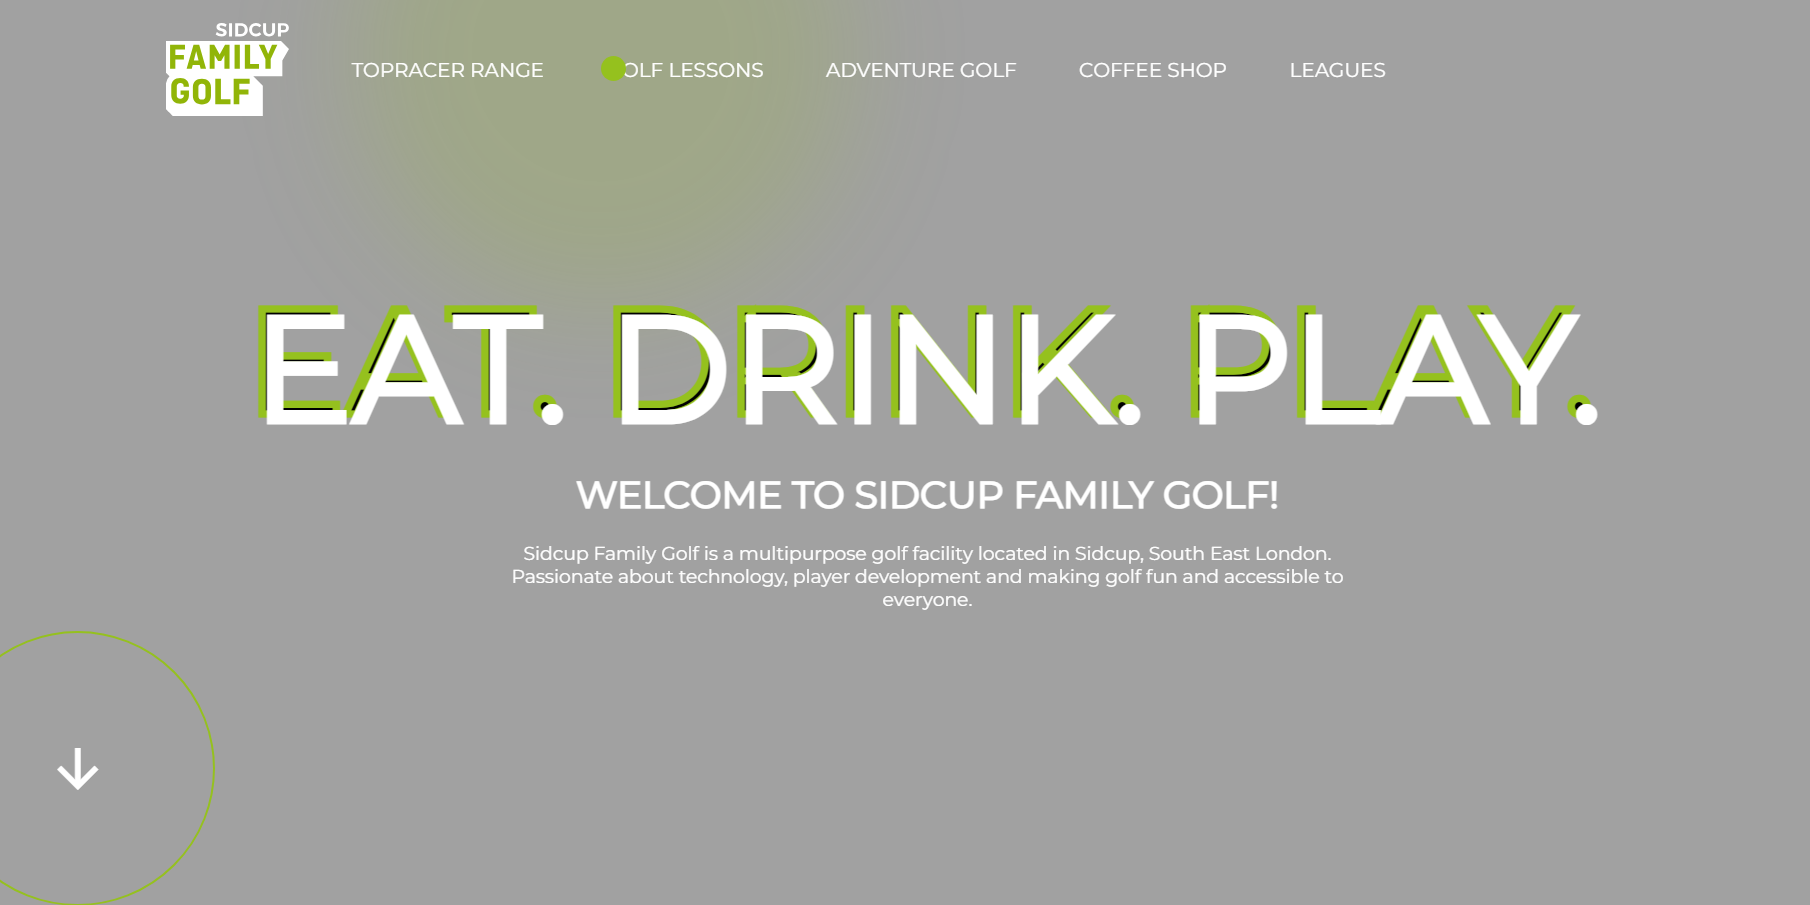 SIDCUP
FAMILY
GOLF
TOPRACER RANGE
OLF LESSONS
ADVENTURE GOLF
COFFEE SHOP
LEAGUES
EAT. DRINK. PLAY.
WELCOME TO SIDCUP FAMILY GOLF!
Sidcup Family Golf is a multipurpose golf facility located in Sidcup, South East London.
Passionate about technology, player development and making golf fun and accessible to
everyone.